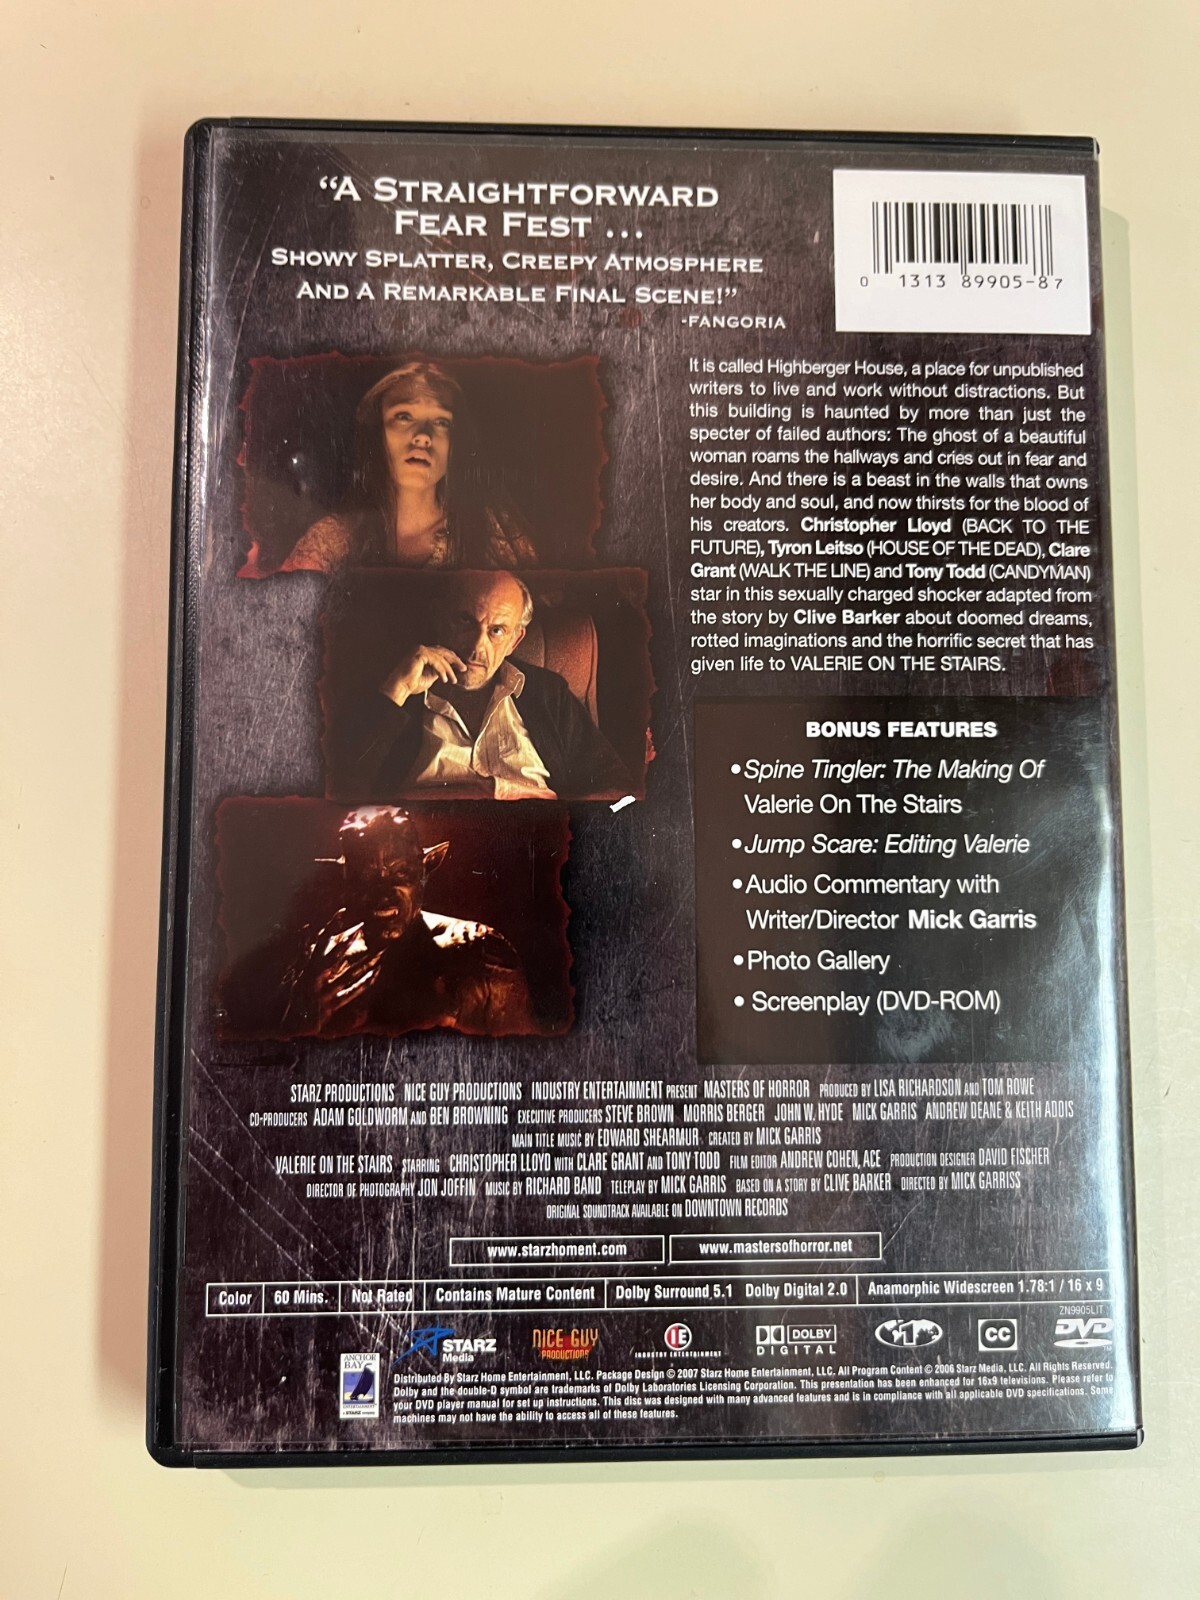 “A STRAIGHTFORWARD
FEAR FEST ...
SHOWY SPLATTER, CREEPY ATMOSPHERE
AND A REMARKABLE FINAL SCENE!”
-FANGORIA
0 1313 89905-8 7
It is called Highberger House, a place for unpublished
writers to live and work without distractions. But
this building is haunted by more than just the
specter of failed authors: The ghost of a beautiful
woman roams the hallways and cries out in fear and
desire. And there is a beast in the walls that owns
her body and soul, and now thirsts for the blood of
his creators. Christopher Lloyd (BACK TO THE
FUTURE), Tyron Leitso (HOUSE OF THE DEAD), Clare
Grant (WALK THE LINE) and Tony Todd (CANDYMAN)
star in this sexually charged shocker adapted from
the story by Clive Barker about doomed dreams,
rotted imaginations and the horrific secret that has
given life to VALERIE ON THE STAIRS.
BONUS FEATURES
•Spine Tingler: The Making Of
Valerie On The Stairs
•Jump Scare: Editing Valerie
•Audio Commentary with
Writer/Director Mick Garris
•Photo Gallery
• Screenplay (DVD-ROM)
STARZ PRODUCTIONS NICE GUY PRODUCTIONS INDUSTRY ENTERTAINMENT PRESENT MASTERS OF HORROR PRODUCED BY LISA RICHARDSON AND TOM ROWE
CO-PRODUCERS ADAM GOLDWORM AND BEN BROWNING EXECUTIVE PRODUCERS STEVE BROWN MORRIS BERGER JOHN W. HYDE MICK GARRIS ANDREW DEANE & KEITH ADDIS
MAIN TITLE MUSIC BY EDWARD SHEARMUR CREATED BY MICK GARRIS
VALERIE ON THE STAIRS STARRING CHRISTOPHER LLOYD WITH CLARE GRANT AND TONY TODD FILM EDITOR ANDREW COHEN, ACE PRODUCTION DESIGNER DAVID FISCHER
DIRECTOR OF PHOTOGRAPHY JON JOFFIN MUSIC BY RICHARD BAND TELEPLAY BY MICK GARRIS BASED ON A STORY BY CLIVE BARKER DIRECTED BY MICK GARRISS
ORIGINAL SOUNDTRACK AVAILABLE ON DOWNTOWN RECORDS
www.starzhoment.com www.mastersofhorror.net
Color 60 Mins. Not Rated Contains Mature Content Dolby Surround 5.1 Dolby Digital 2.0 Anamorphic Widescreen 1.78:1 / 16 x 9
ZN9905LIT
STARZ Media NICE GUY PRODUCTIONS IE INDUSTRY ENTERTAINMENT DOLBY DIGITAL 1 CC DVD
ANCHOR BAY ENTERTAINMENT
Distributed By Starz Home Entertainment, LLC. Package Design © 2007 Starz Home Entertainment, LLC. All Program Content © 2006 Starz Media, LLC. All Rights Reserved.
Dolby and the double-D symbol are trademarks of Dolby Laboratories Licensing Corporation. This presentation has been enhanced for 16x9 televisions. Please refer to
your DVD player manual for set up instructions. This disc was designed with many advanced features and is in compliance with all applicable DVD specifications. Some
machines may not have the ability to access all of these features.